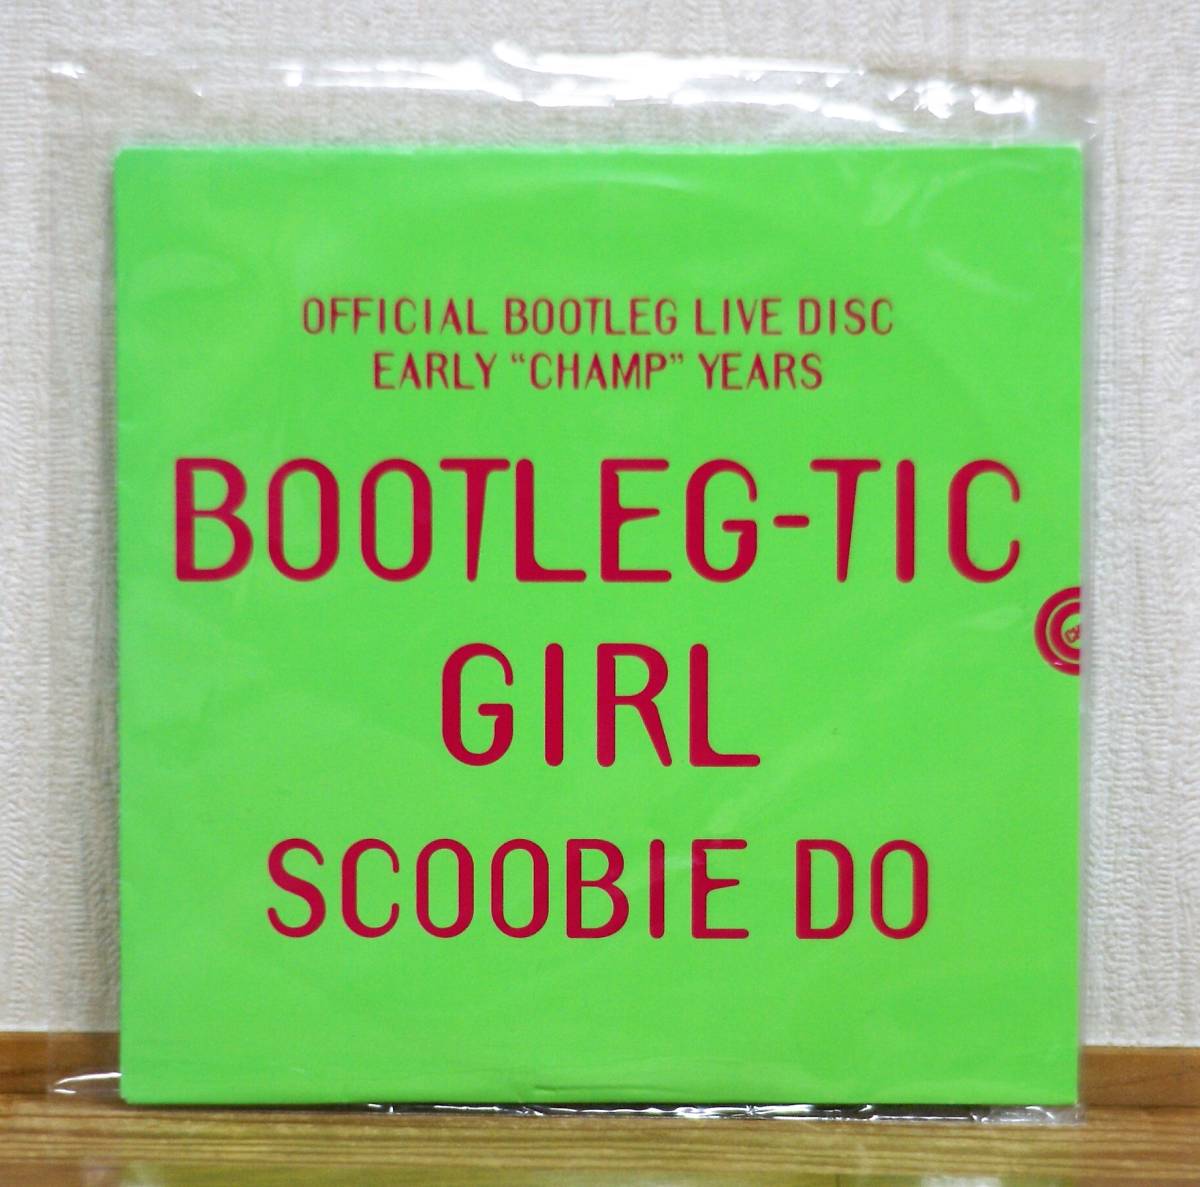 OFFICIAL BOOTLEG LIVE DISC
EARLY “CHAMP” YEARS
BOOTLEG-TIC
GIRL
SCOOBIE DO